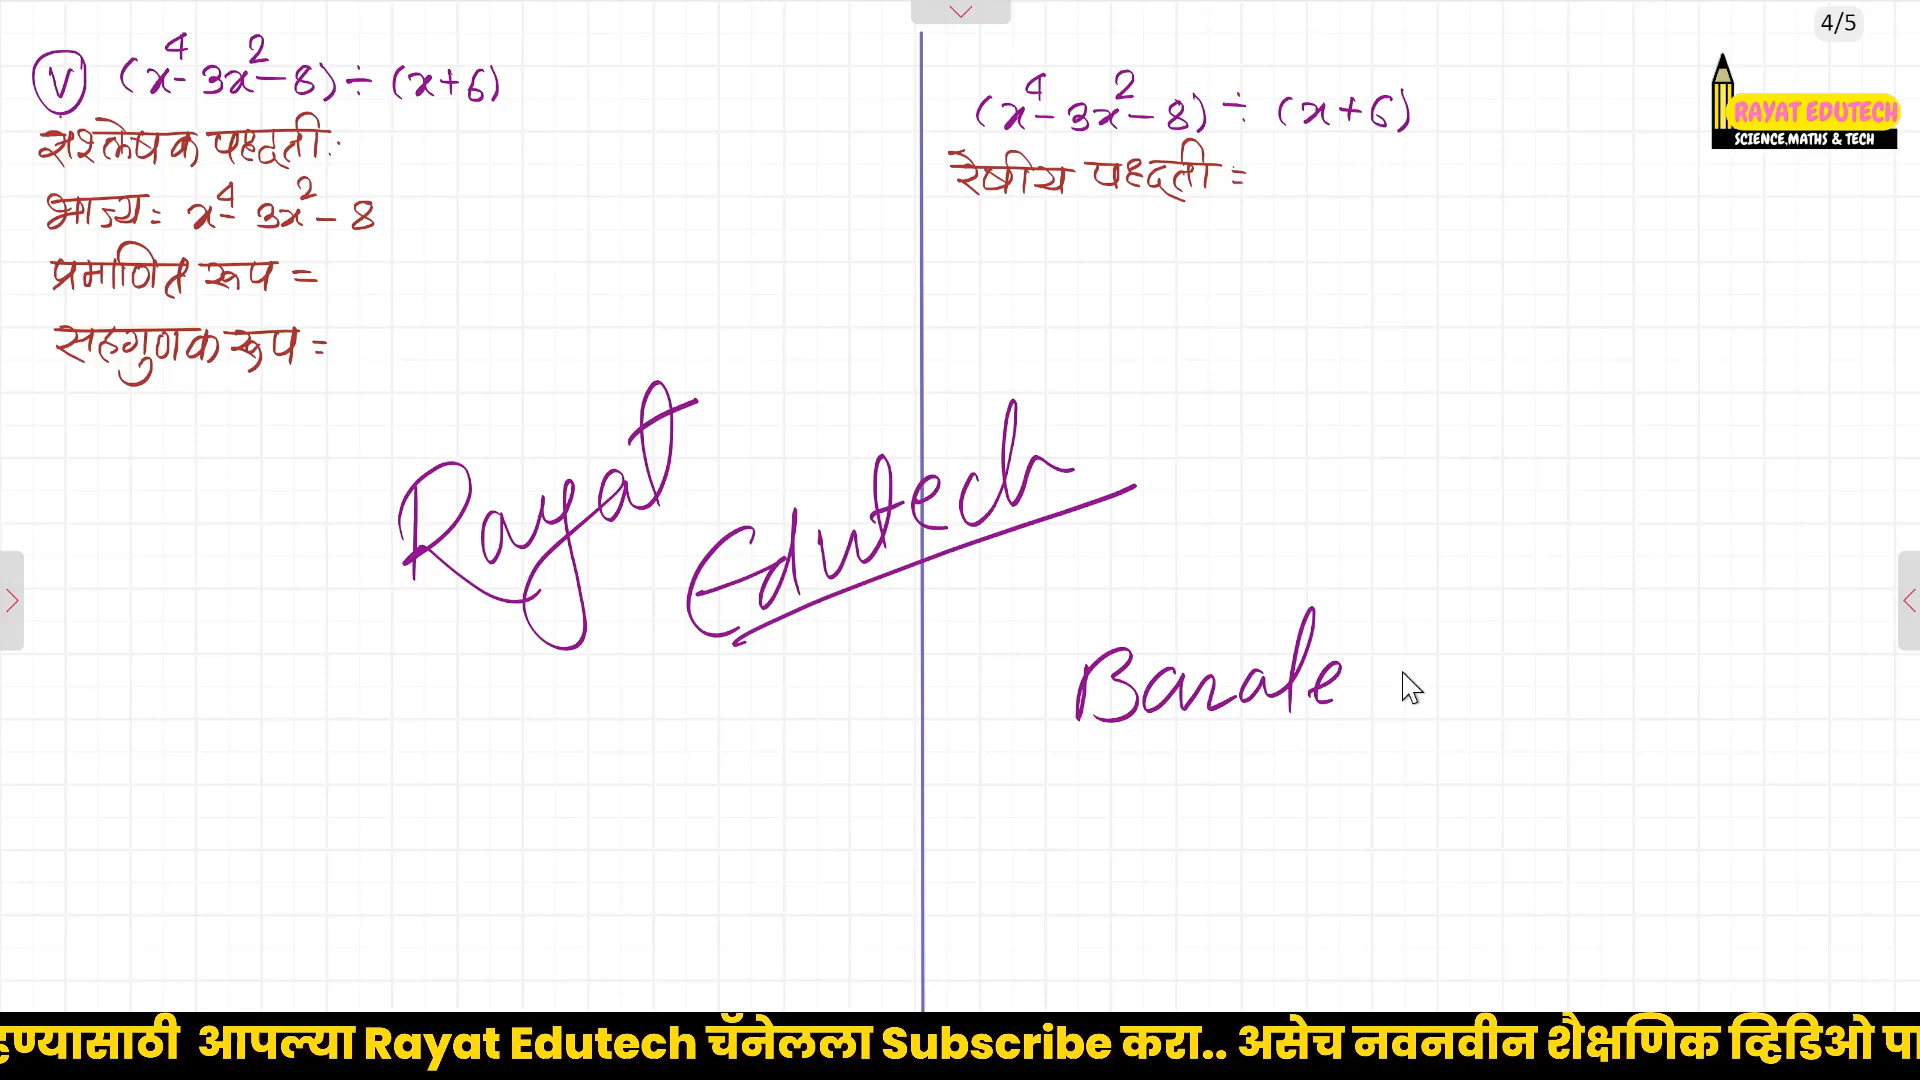 4/5
V (x⁴ - 3x² - 8) ÷ (x + 6)
संश्लेषक पद्धती:
भाज्य = x⁴ - 3x² - 8
प्रमाणित रूप =
सहगुणक रूप =
(x⁴ - 3x² - 8) ÷ (x + 6)
रेषीय पद्धती =
RAYAT EDUTECH
SCIENCE,MATHS & TECH
Rayat
Edutech
Barale
हण्यासाठी आपल्या Rayat Edutech चॅनेलला Subscribe करा.. असेच नवनवीन शैक्षणिक व्हिडिओ पा